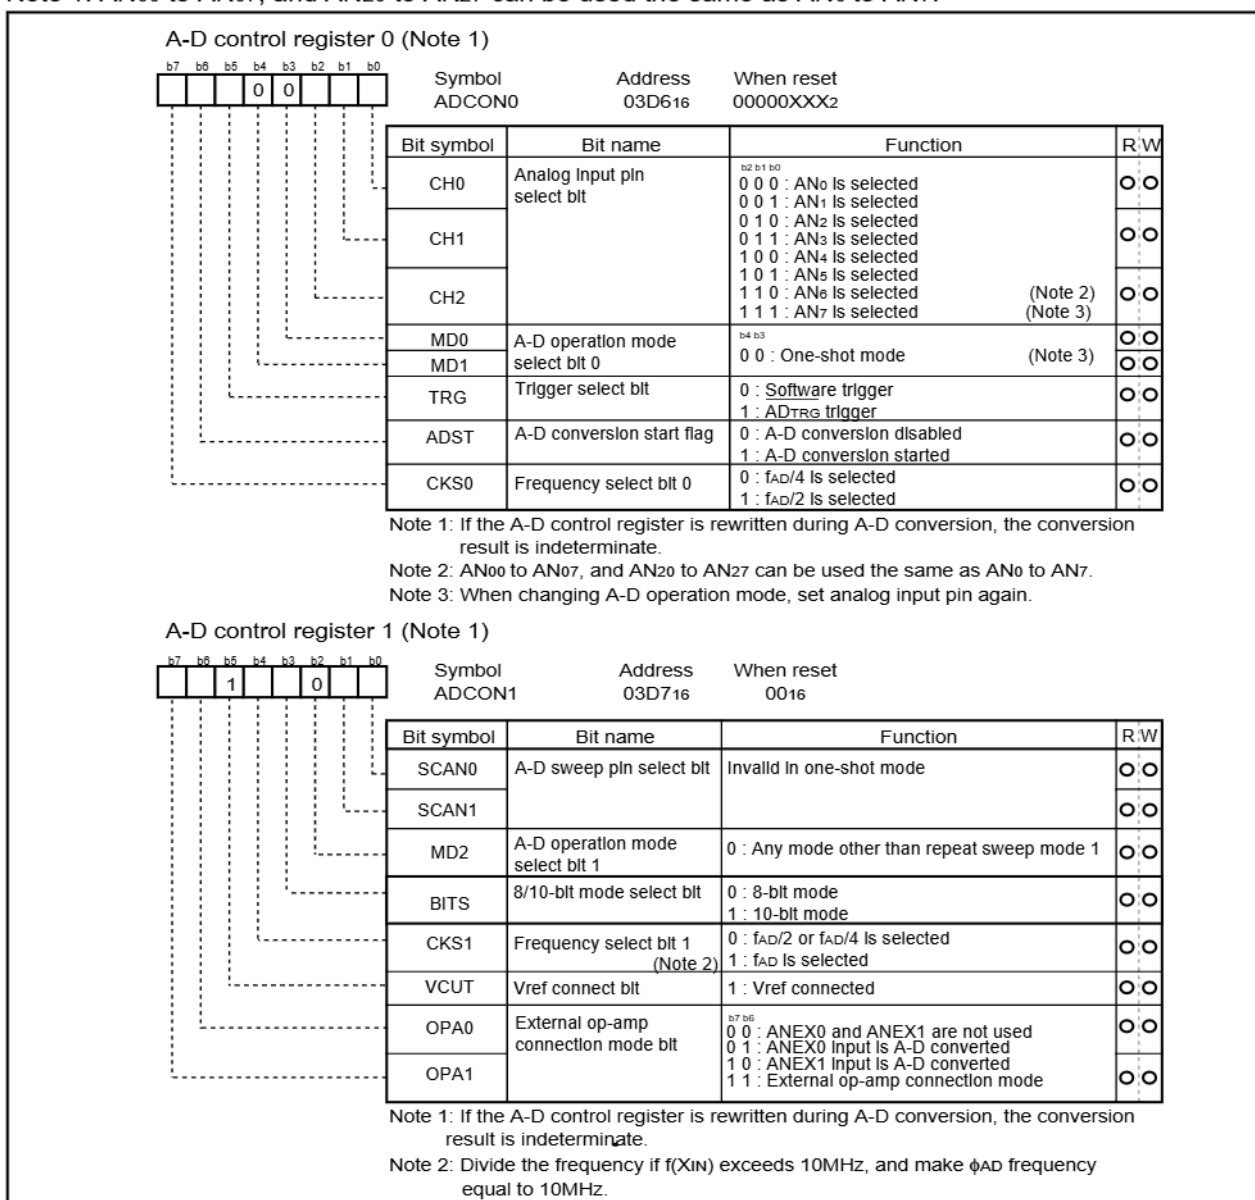 A-D control register 0 (Note 1)
b7 b6 b5 b4 b3 b2 b1 b0
0 0
Symbol Address When reset
ADCON0 03D616 00000XXX2
Bit symbol Bit name Function R W
CH0 Analog Input pin select bit
b2 b1 b0
0 0 0 : AN0 Is selected
0 0 1 : AN1 Is selected
0 1 0 : AN2 Is selected
CH1
0 1 1 : AN3 Is selected
1 0 0 : AN4 Is selected
1 0 1 : AN5 Is selected
CH2
1 1 0 : AN6 Is selected (Note 2)
1 1 1 : AN7 Is selected (Note 3)
MD0 A-D operation mode
MD1 select bit 0
b4 b3
0 0 : One-shot mode (Note 3)
TRG Trigger select bit 0 : Software trigger
1 : ADTRG trigger
ADST A-D conversion start flag 0 : A-D conversion disabled
1 : A-D conversion started
CKS0 Frequency select bit 0 0 : fAD/4 Is selected
1 : fAD/2 Is selected
Note 1: If the A-D control register is rewritten during A-D conversion, the conversion
result is indeterminate.
Note 2: AN00 to AN07, and AN20 to AN27 can be used the same as AN0 to AN7.
Note 3: When changing A-D operation mode, set analog input pin again.
A-D control register 1 (Note 1)
b7 b6 b5 b4 b3 b2 b1 b0
1 0
Symbol Address When reset
ADCON1 03D716 0016
Bit symbol Bit name Function R W
SCAN0 A-D sweep pin select bit Invalid in one-shot mode
SCAN1
MD2 A-D operation mode
select bit 1
0 : Any mode other than repeat sweep mode 1
BITS 8/10-bit mode select bit 0 : 8-bit mode
1 : 10-bit mode
CKS1 Frequency select bit 1
(Note 2)
0 : fAD/2 or fAD/4 Is selected
1 : fAD Is selected
VCUT Vref connect bit 1 : Vref connected
OPA0 External op-amp
connection mode bit
b7 b6
0 0 : ANEX0 and ANEX1 are not used
0 1 : ANEX0 Input Is A-D converted
OPA1
1 0 : ANEX1 Input Is A-D converted
1 1 : External op-amp connection mode
Note 1: If the A-D control register is rewritten during A-D conversion, the conversion
result is indeterminate.
Note 2: Divide the frequency if f(XIN) exceeds 10MHz, and make ϕAD frequency
equal to 10MHz.